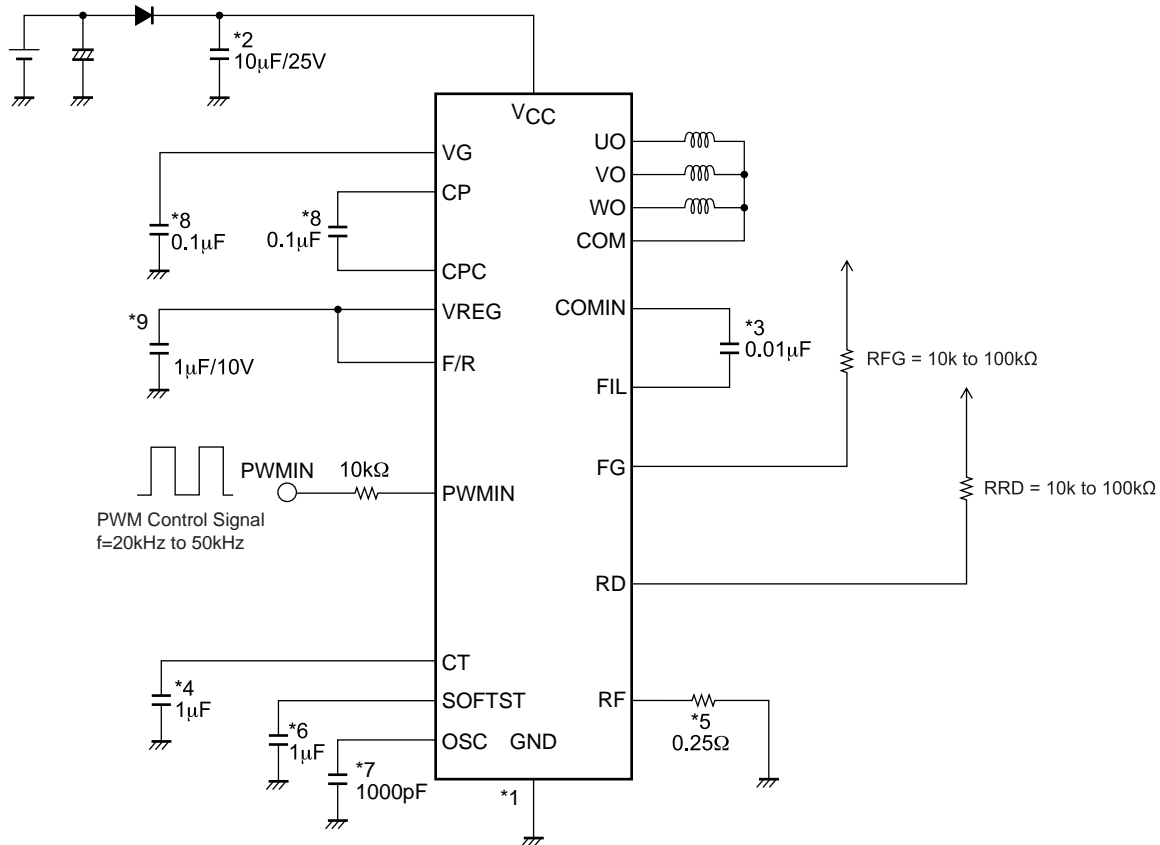 *2
10μF/25V
VCC
VG
CP
*8
0.1μF
*8
0.1μF
CPC
VREG
*9
1μF/10V
F/R
PWMIN
10kΩ
PWMIN
PWM Control Signal
f=20kHz to 50kHz
CT
*4
1μF
SOFTST
*6
1μF
OSC
GND
*7
1000pF
*1
UO
VO
WO
COM
COMIN
*3
0.01μF
FIL
RFG = 10k to 100kΩ
FG
RRD = 10k to 100kΩ
RD
RF
*5
0.25Ω